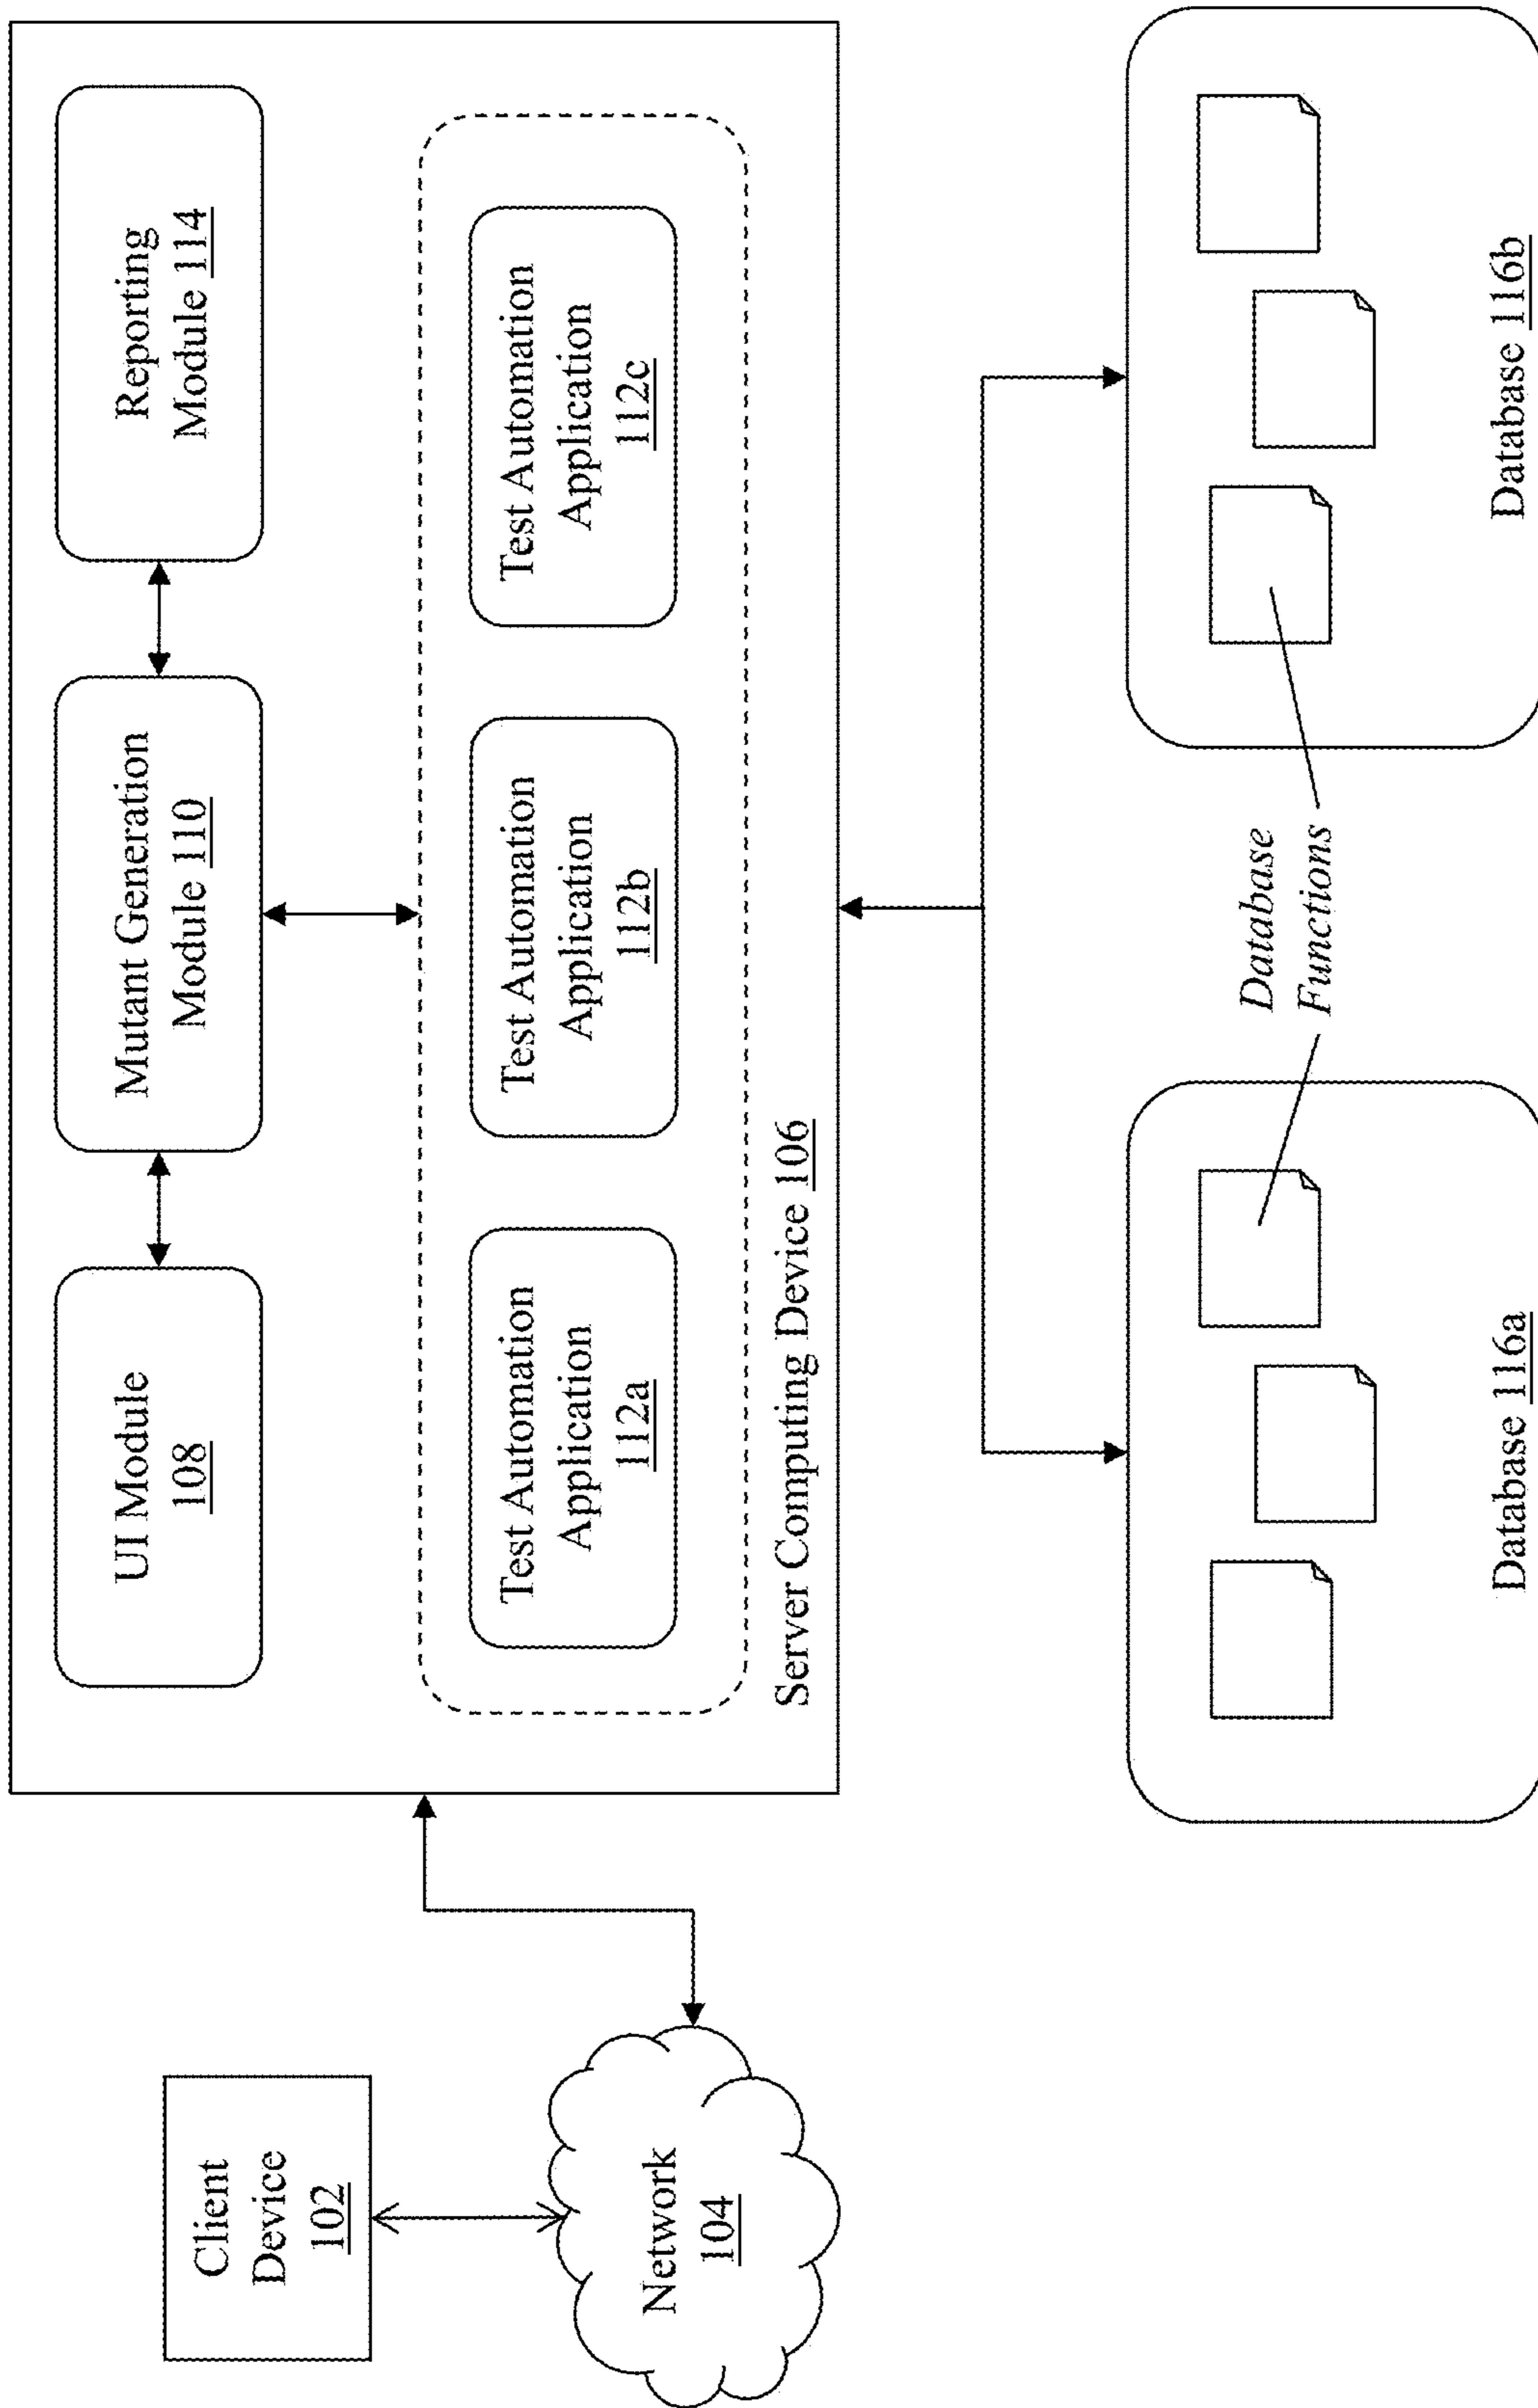 Client
Device
102
Network
104
UI Module
108
Mutant Generation
Module 110
Reporting
Module 114
Test Automation
Application
112a
Test Automation
Application
112b
Test Automation
Application
112c
Server Computing Device 106
Database
Functions
Database 116a
Database 116b